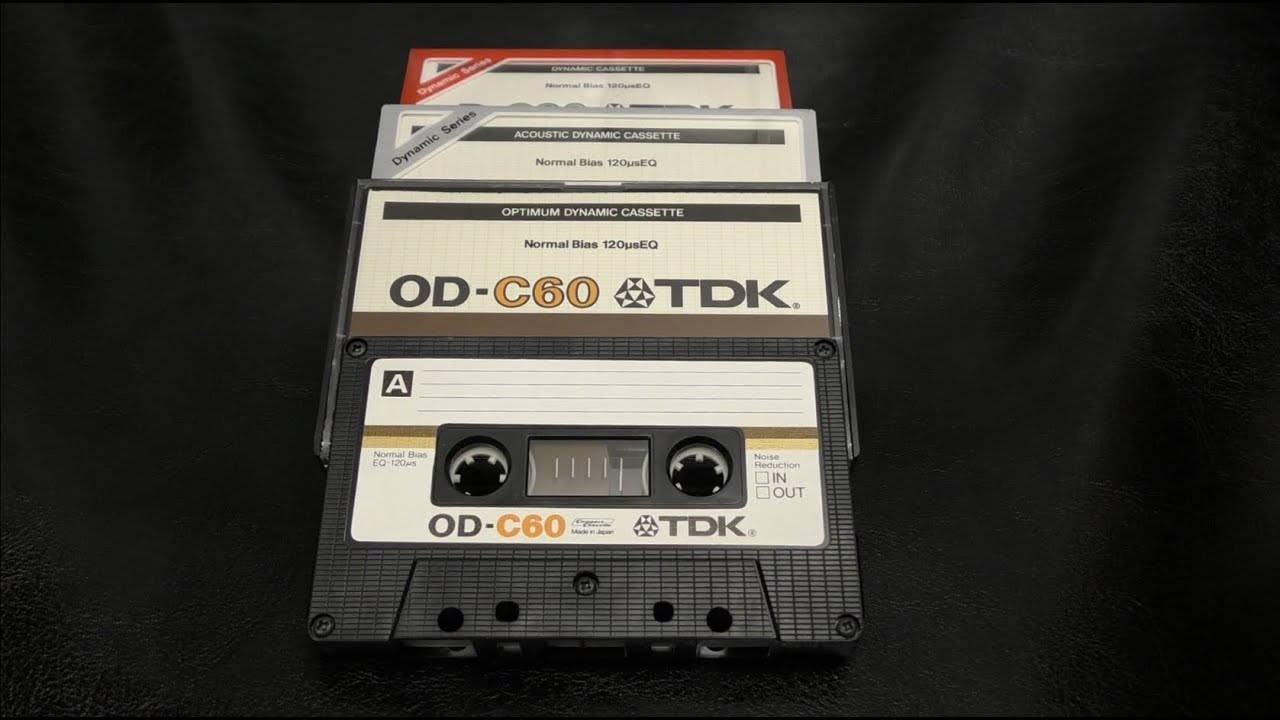 DYNAMIC CASSETTE
Dynamic Series
Normal Bias 120µsEQ
TDK
ACOUSTIC DYNAMIC CASSETTE
Dynamic Series
Normal Bias 120µsEQ
OPTIMUM DYNAMIC CASSETTE
Normal Bias 120µsEQ
OD-C60 TDK®
A
Normal Bias
EQ-120µs
Noise
Reduction
IN
OUT
OD-C60 Compact Cassette Made in Japan TDK®